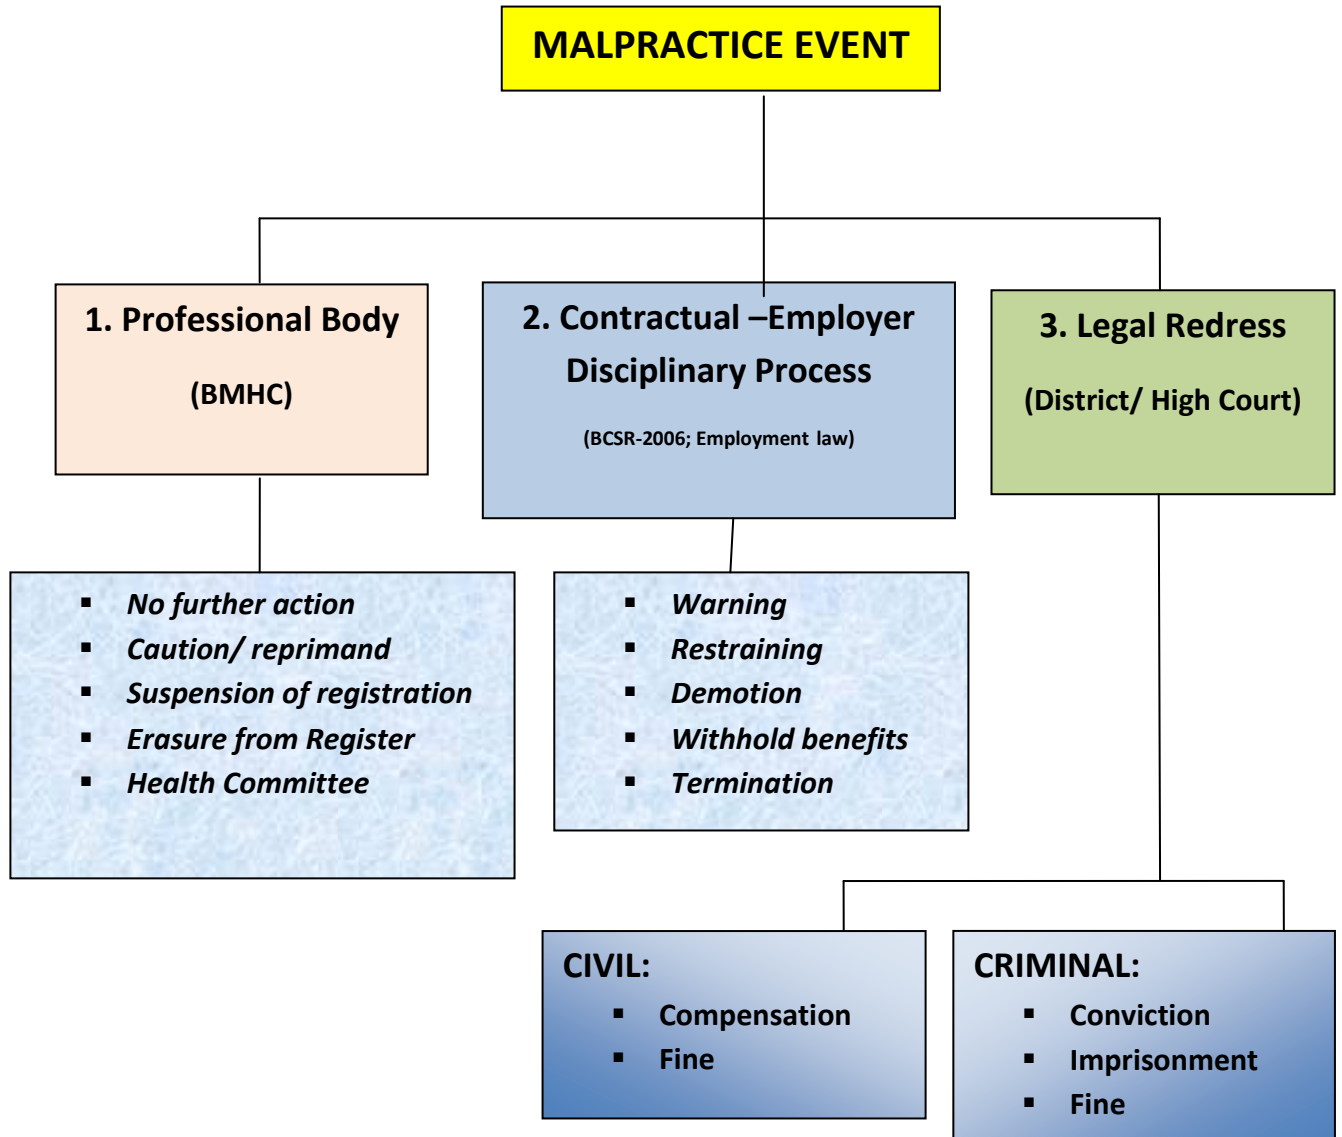 MALPRACTICE EVENT
1. Professional Body
(BMHC)
2. Contractual –Employer
Disciplinary Process
(BCSR-2006; Employment law)
3. Legal Redress
(District/ High Court)
▪ No further action
▪ Caution/ reprimand
▪ Suspension of registration
▪ Erasure from Register
▪ Health Committee
▪ Warning
▪ Restraining
▪ Demotion
▪ Withhold benefits
▪ Termination
CIVIL:
▪ Compensation
▪ Fine
CRIMINAL:
▪ Conviction
▪ Imprisonment
▪ Fine